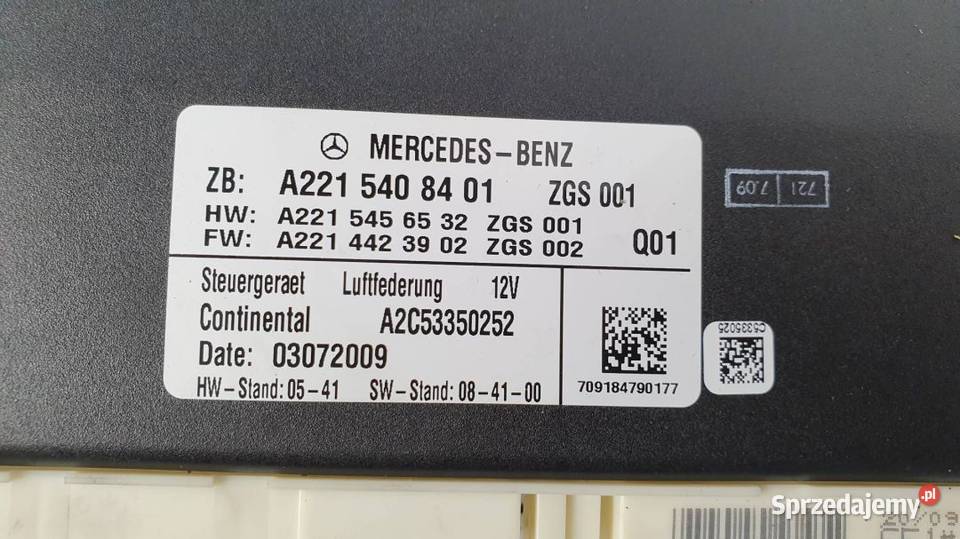 MERCEDES-BENZ
ZB: A221 540 84 01 ZGS 001
HW: A221 545 65 32 ZGS 001
FW: A221 442 39 02 ZGS 002 Q01
Steuergeraet Luftfederung 12V
Continental A2C53350252
Date: 03072009
HW-Stand: 05-41 SW-Stand: 08-41-00
709184790177
721 7.09
C5335025
20/09
Sprzedajemy.pl